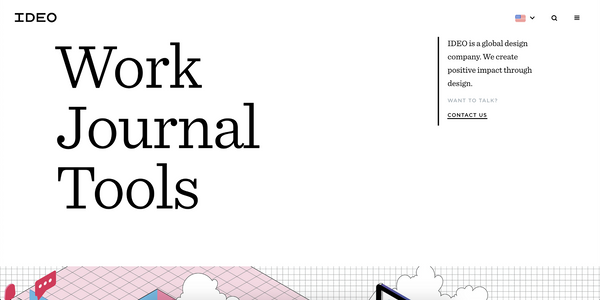 IDEO
Work
Journal
Tools
IDEO is a global design
company. We create
positive impact through
design.
WANT TO TALK?
CONTACT US